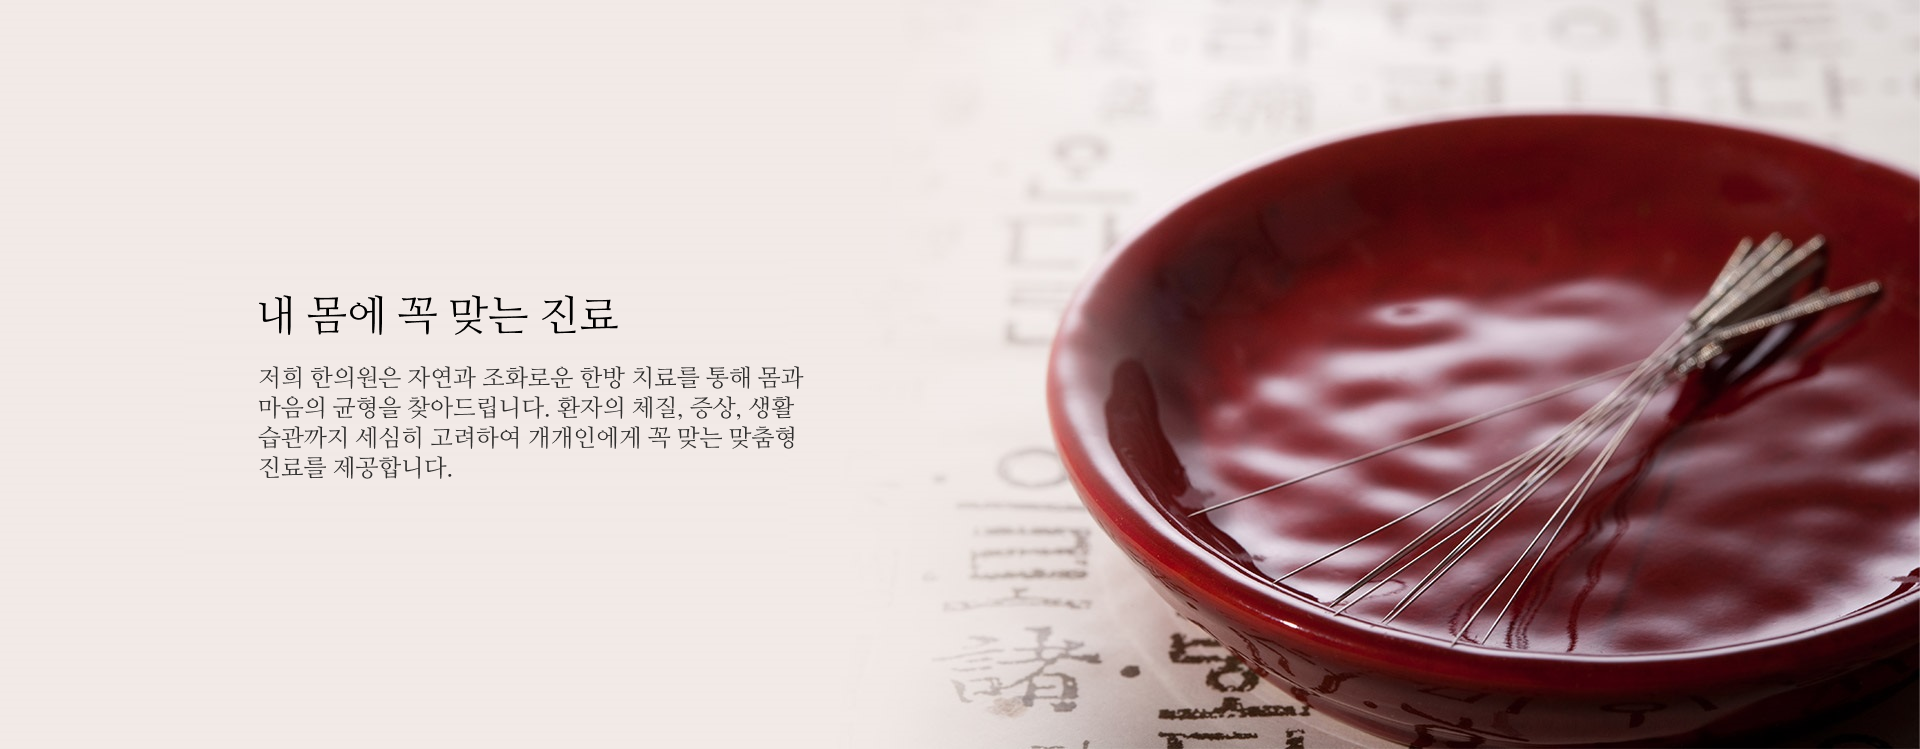 내 몸에 꼭 맞는 진료
저희 한의원은 자연과 조화로운 한방 치료를 통해 몸과
마음의 균형을 찾아드립니다. 환자의 체질, 증상, 생활
습관까지 세심히 고려하여 개개인에게 꼭 맞는 맞춤형
진료를 제공합니다.
諸